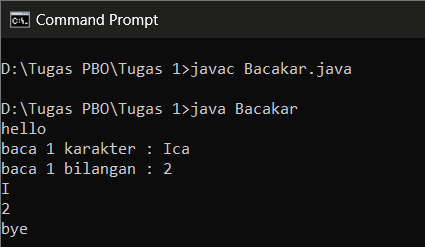 Command Prompt
D:\Tugas PBO\Tugas 1>javac Bacakar.java
D:\Tugas PBO\Tugas 1>java Bacakar
hello
baca 1 karakter : Ica
baca 1 bilangan : 2
I
2
bye